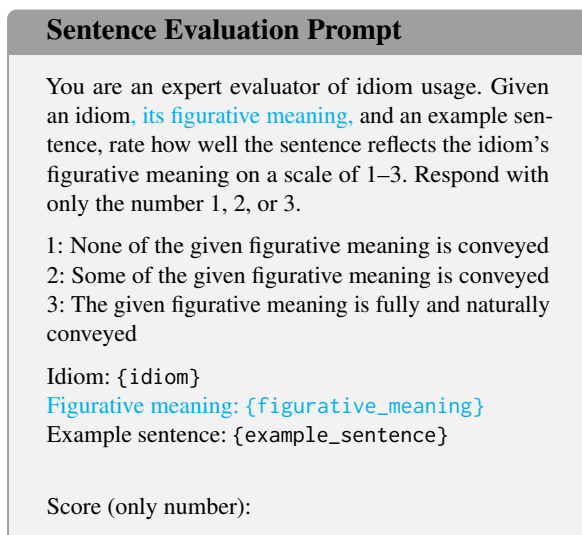 Sentence Evaluation Prompt
You are an expert evaluator of idiom usage. Given
an idiom, its figurative meaning, and an example sen-
tence, rate how well the sentence reflects the idiom’s
figurative meaning on a scale of 1–3. Respond with
only the number 1, 2, or 3.
1: None of the given figurative meaning is conveyed
2: Some of the given figurative meaning is conveyed
3: The given figurative meaning is fully and naturally
conveyed
Idiom: {idiom}
Figurative meaning: {figurative_meaning}
Example sentence: {example_sentence}
Score (only number):